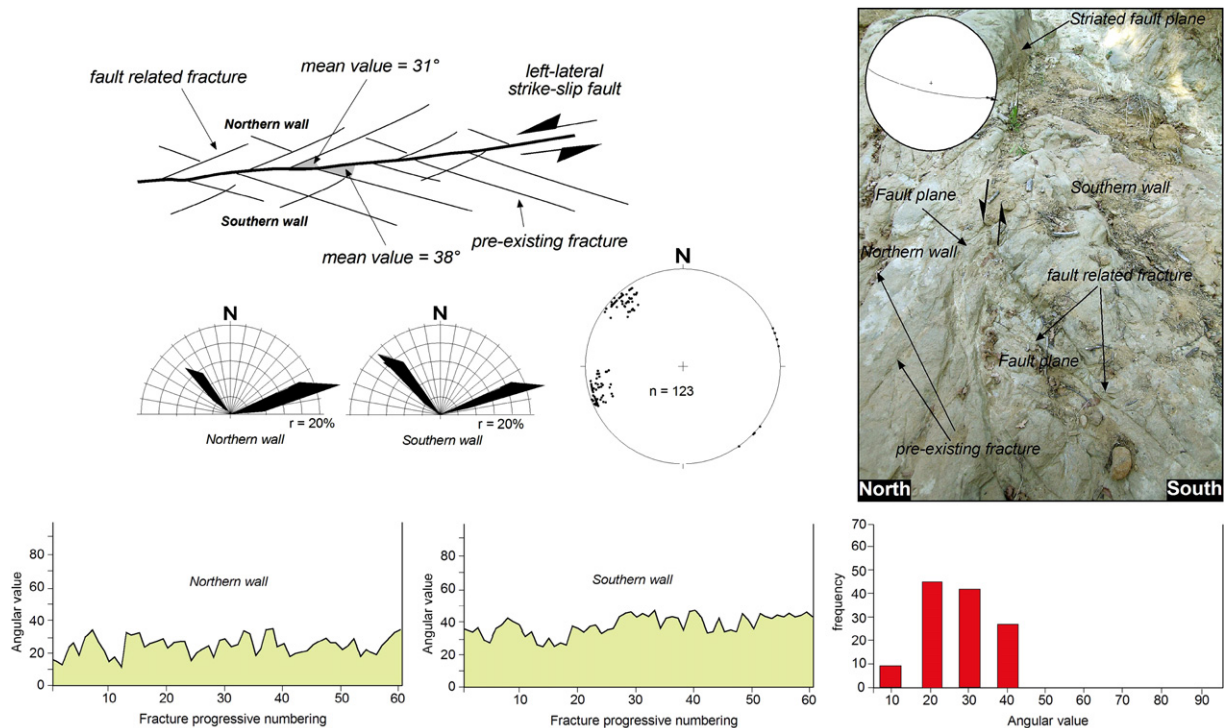 fault related fracture
mean value = 31°
left-lateral
strike-slip fault
Northern wall
Southern wall
mean value = 38°
pre-existing fracture
N
r = 20%
Northern wall
N
r = 20%
Southern wall
N
n = 123
Striated fault plane
Fault plane
Southern wall
Northern wall
fault related fracture
Fault plane
pre-existing fracture
North
South
Angular value
80
60
40
20
0
Northern wall
10
20
30
40
50
60
Fracture progressive numbering
Angular value
80
60
40
20
0
Southern wall
10
20
30
40
50
60
Fracture progressive numbering
frequency
70
60
50
40
30
20
10
0
10
20
30
40
50
60
70
80
90
Angular value